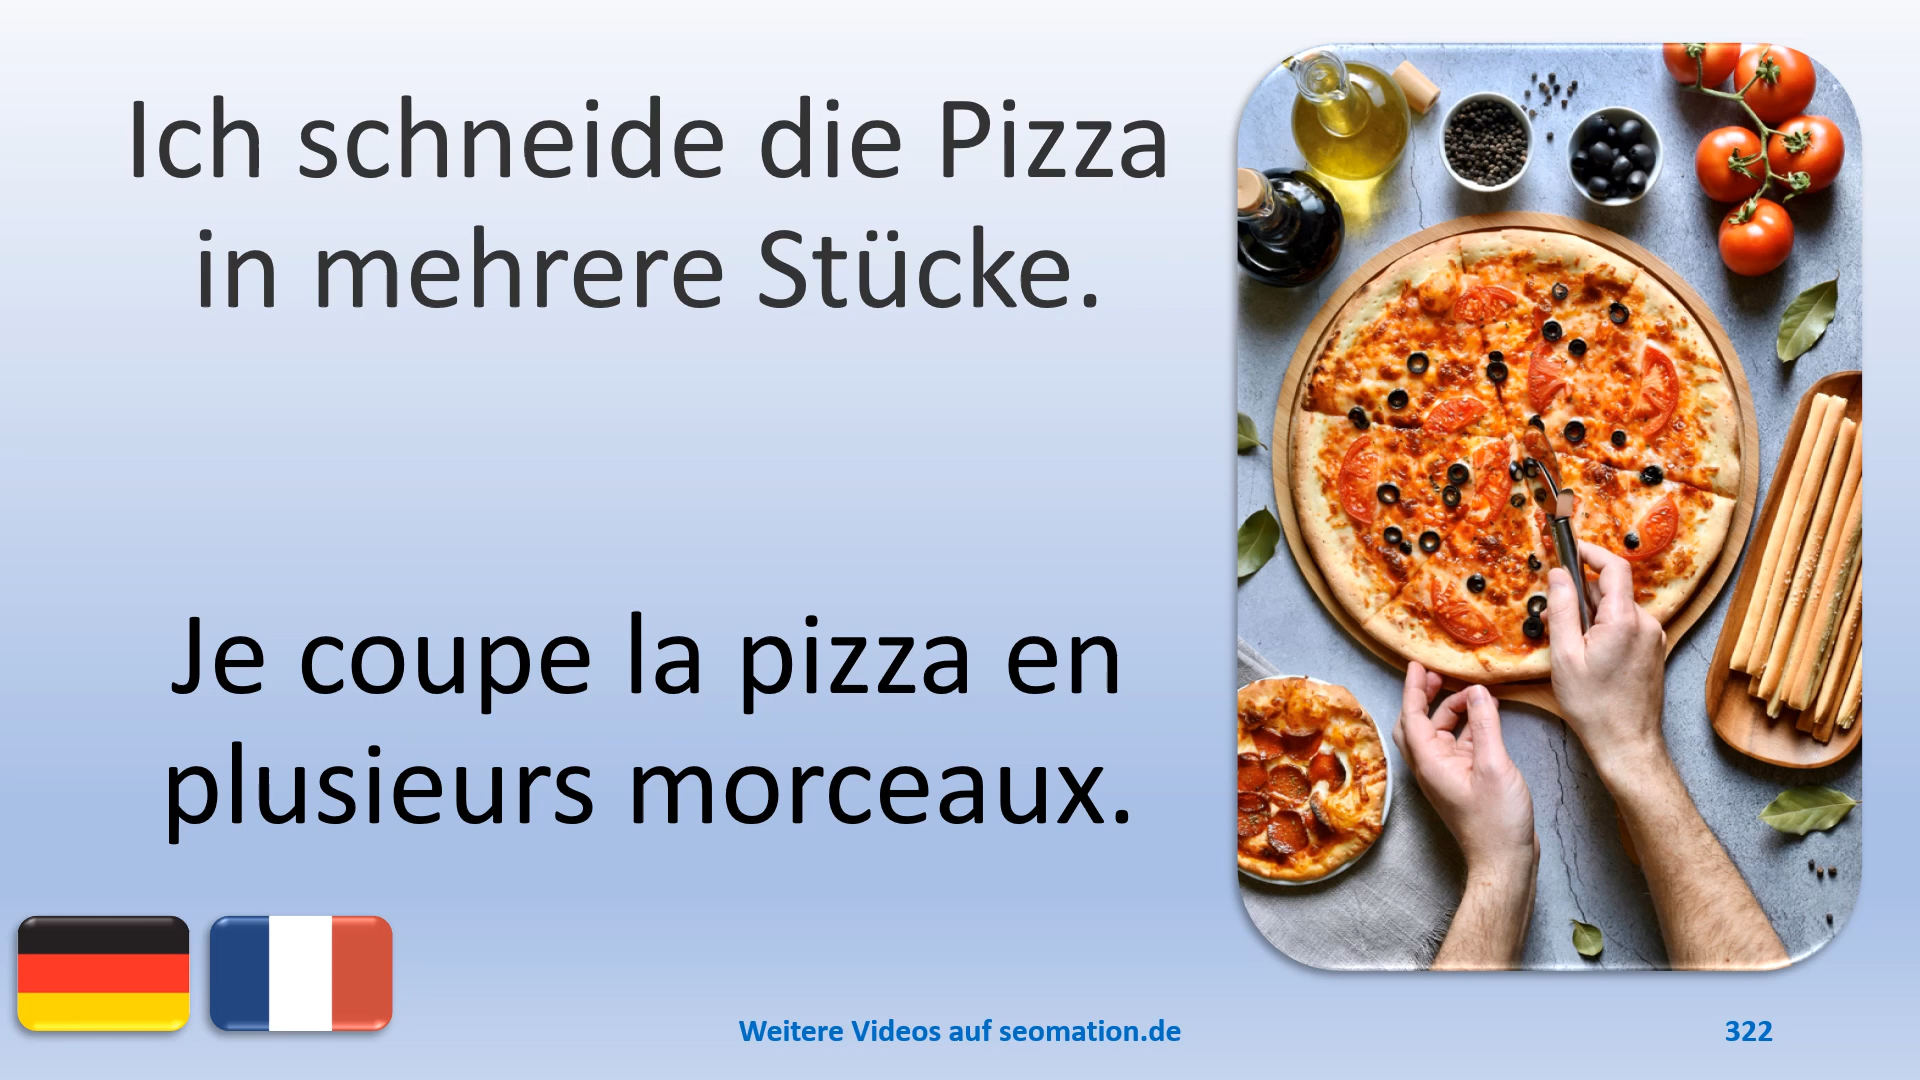 Ich schneide die Pizza
in mehrere Stücke.
Je coupe la pizza en
plusieurs morceaux.
Weitere Videos auf seomation.de
322